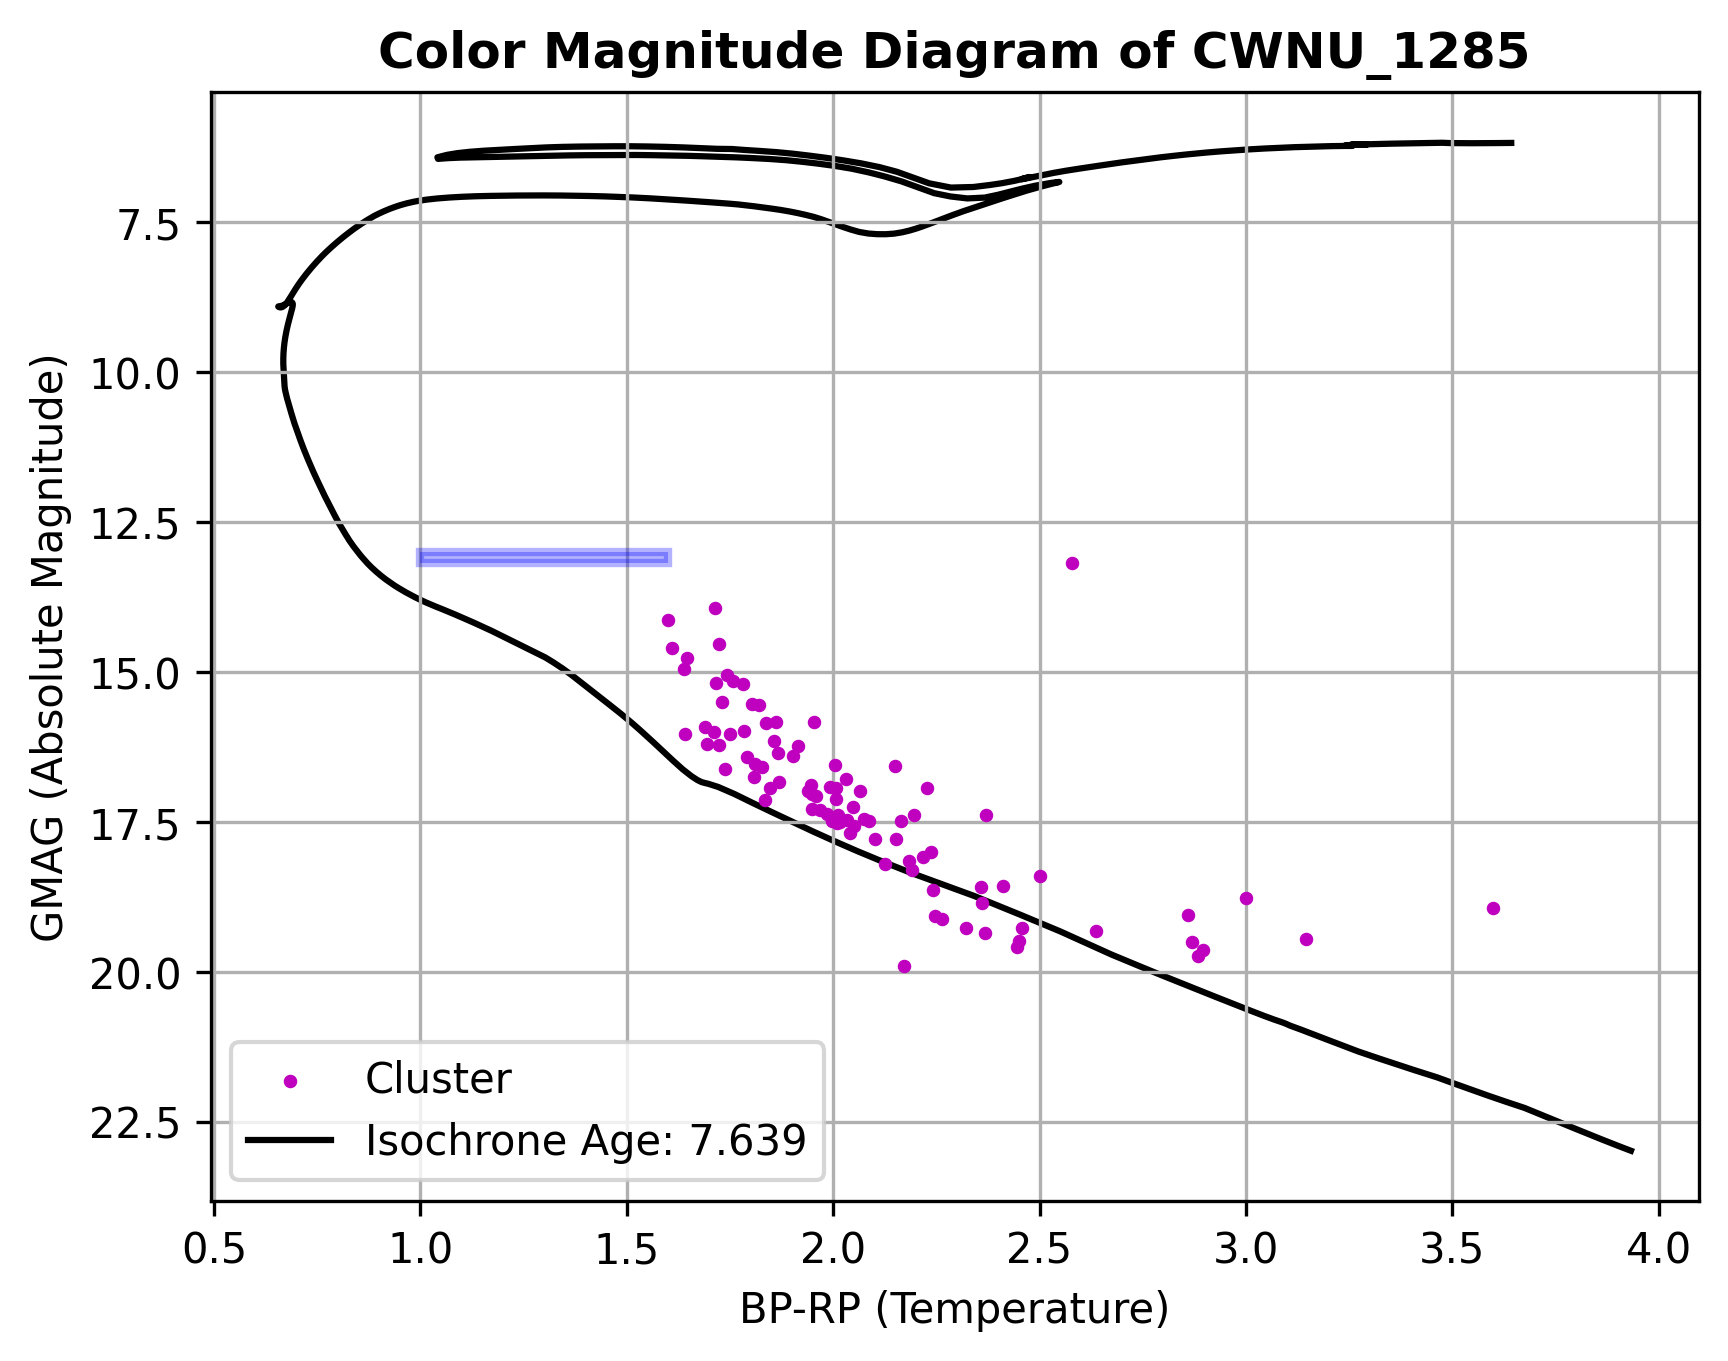 Color Magnitude Diagram of CWNU_1285
GMAG (Absolute Magnitude)
7.5
10.0
12.5
15.0
17.5
20.0
22.5
Cluster
Isochrone Age: 7.639
0.5 1.0 1.5 2.0 2.5 3.0 3.5 4.0
BP-RP (Temperature)